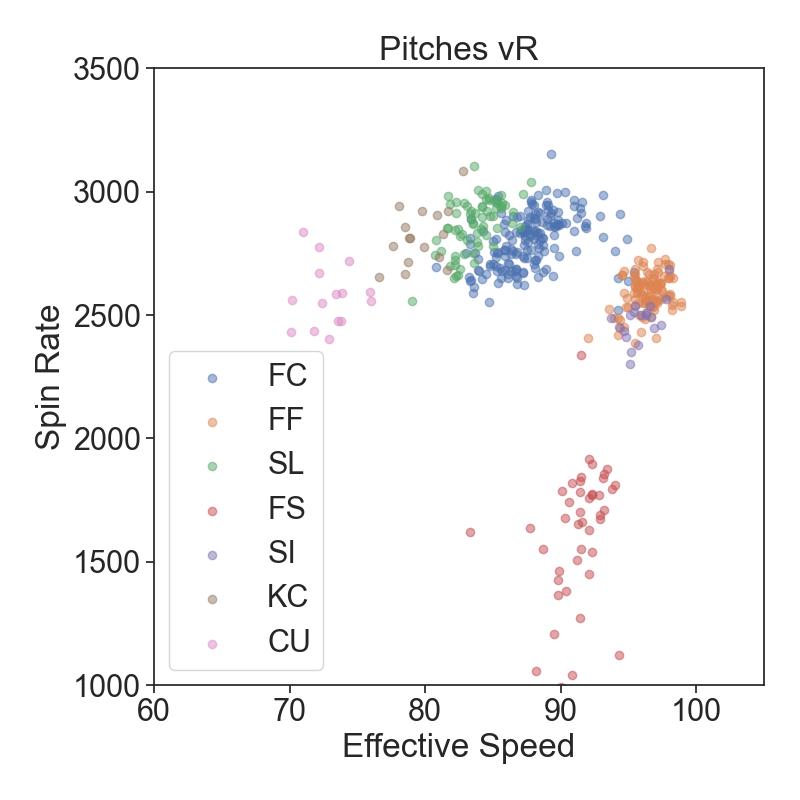 Pitches vR
3500
3000
2500
2000
1500
1000
Spin Rate
FC
FF
SL
FS
SI
KC
CU
60
70
80
90
100
Effective Speed